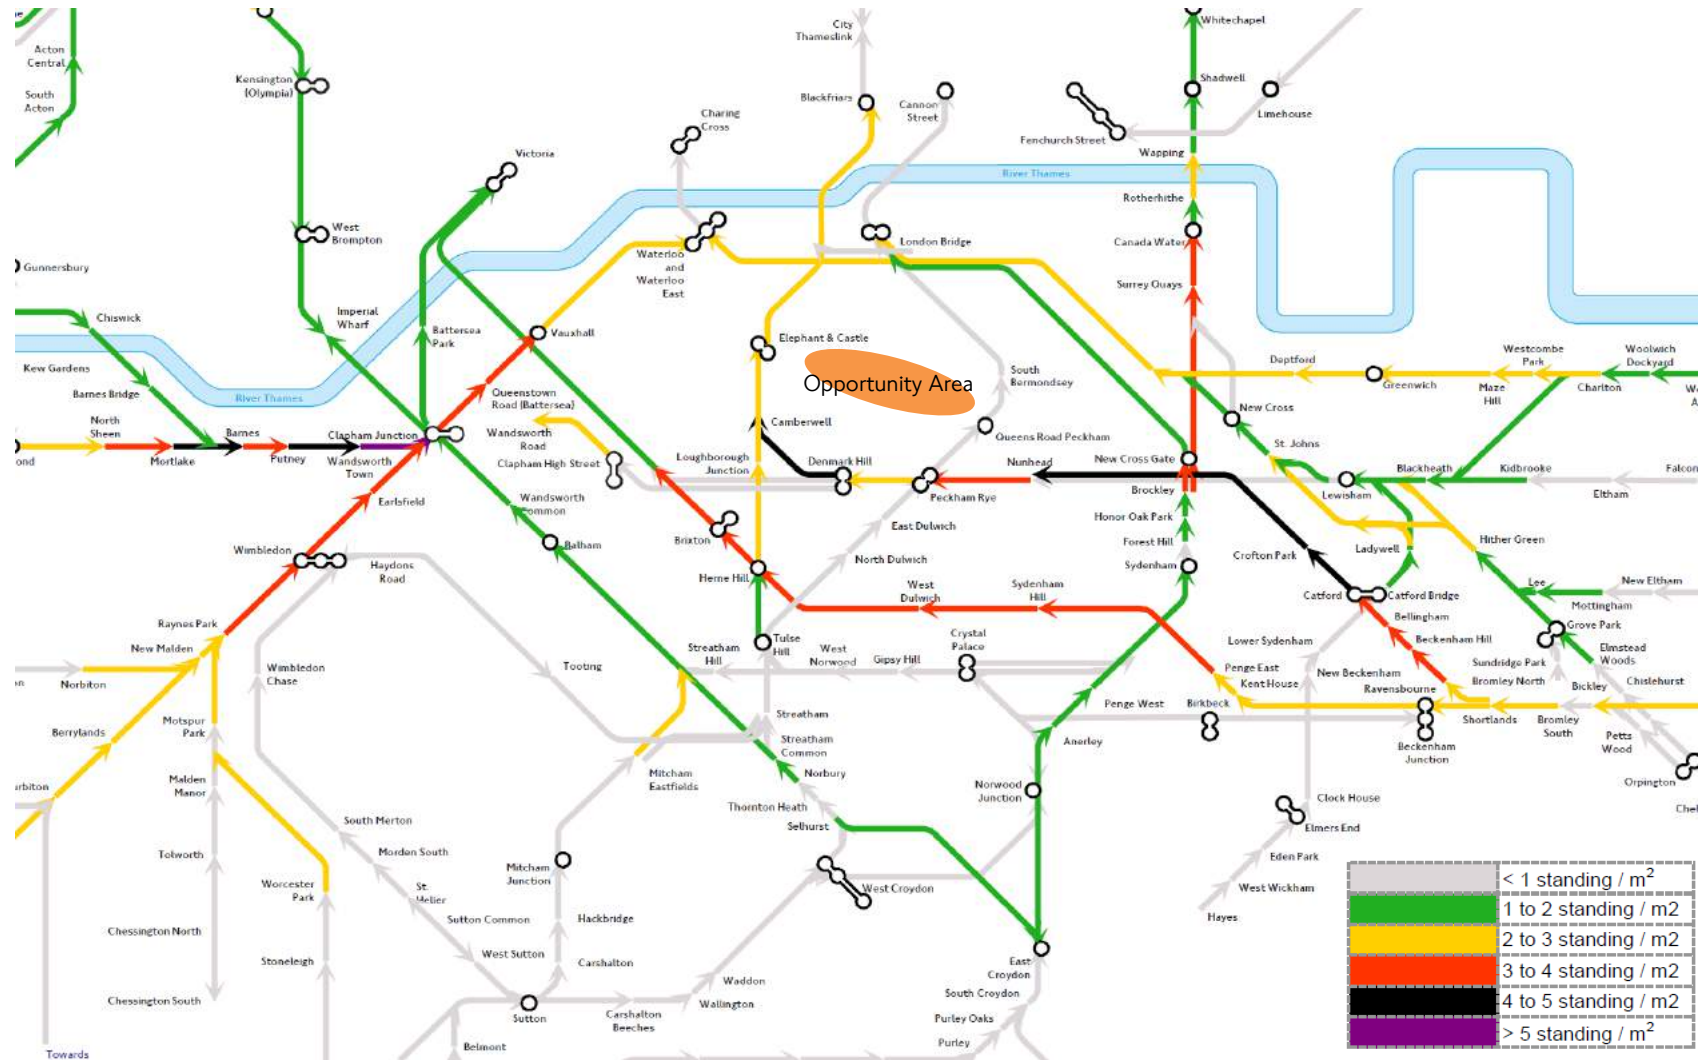 City
Thameslink
Whitechapel
Acton
Central
Kensington
(Olympia)
South
Acton
Blackfriars
Cannon
Street
Shadwell
Limehouse
Charing
Cross
Fenchurch Street
Victoria
Wapping
River Thames
Rotherhithe
West
Brompton
Canada Water
London Bridge
Gunnersbury
Waterloo
and
Waterloo
East
Surrey Quays
Chiswick
Imperial
Wharf
Battersea
Park
Vauxhall
Elephant & Castle
Deptford
Westcombe
Park
Woolwich
Dockyard
Kew Gardens
Opportunity Area
South
Bermondsey
Greenwich
Maze
Hill
Charlton
Barnes Bridge
River Thames
Queenstown
Road (Battersea)
New Cross
North
Sheen
Barnes
Clapham Junction
Wandsworth
Road
Camberwell
Queens Road Peckham
St. Johns
Mortlake
Putney
Wandsworth
Town
Clapham High Street
Loughborough
Junction
Denmark Hill
Nunhead
New Cross Gate
Blackheath
Kidbrooke
Peckham Rye
Brockley
Lewisham
Eltham
Earlsfield
Wandsworth
Common
Honor Oak Park
East Dulwich
Brixton
Forest Hill
Crofton Park
Ladywell
Hither Green
Wimbledon
Haydons
Road
Balham
North Dulwich
Sydenham
Herne Hill
West
Dulwich
Sydenham
Hill
Catford
Catford Bridge
Lee
New Eltham
Mottingham
Raynes Park
Bellingham
Grove Park
New Malden
Tulse
Hill
Crystal
Palace
Lower Sydenham
Beckenham Hill
Elmstead
Woods
Streatham
Hill
West
Norwood
Gipsy Hill
Norbiton
Wimbledon
Chase
Tooting
Penge East
Kent House
New Beckenham
Ravensbourne
Sundridge Park
Bromley North
Bickley
Chislehurst
Motspur
Park
Berrylands
Streatham
Streatham
Common
Penge West
Birkbeck
Shortlands
Bromley
South
Petts
Wood
Anerley
Beckenham
Junction
Malden
Manor
Mitcham
Eastfields
Norbury
Norwood
Junction
Orpington
Thornton Heath
Selhurst
Clock House
Elmers End
South Merton
Morden South
Tolworth
Mitcham
Junction
Eden Park
Worcester
Park
St.
Helier
West Croydon
West Wickham
Sutton Common
Hackbridge
Hayes
Chessington North
Stoneleigh
West Sutton
Carshalton
East
Croydon
Waddon
Chessington South
Wallington
South Croydon
Sutton
Carshalton
Beeches
Purley Oaks
Belmont
Purley
Towards
< 1 standing / m²
1 to 2 standing / m2
2 to 3 standing / m2
3 to 4 standing / m2
4 to 5 standing / m2
> 5 standing / m²